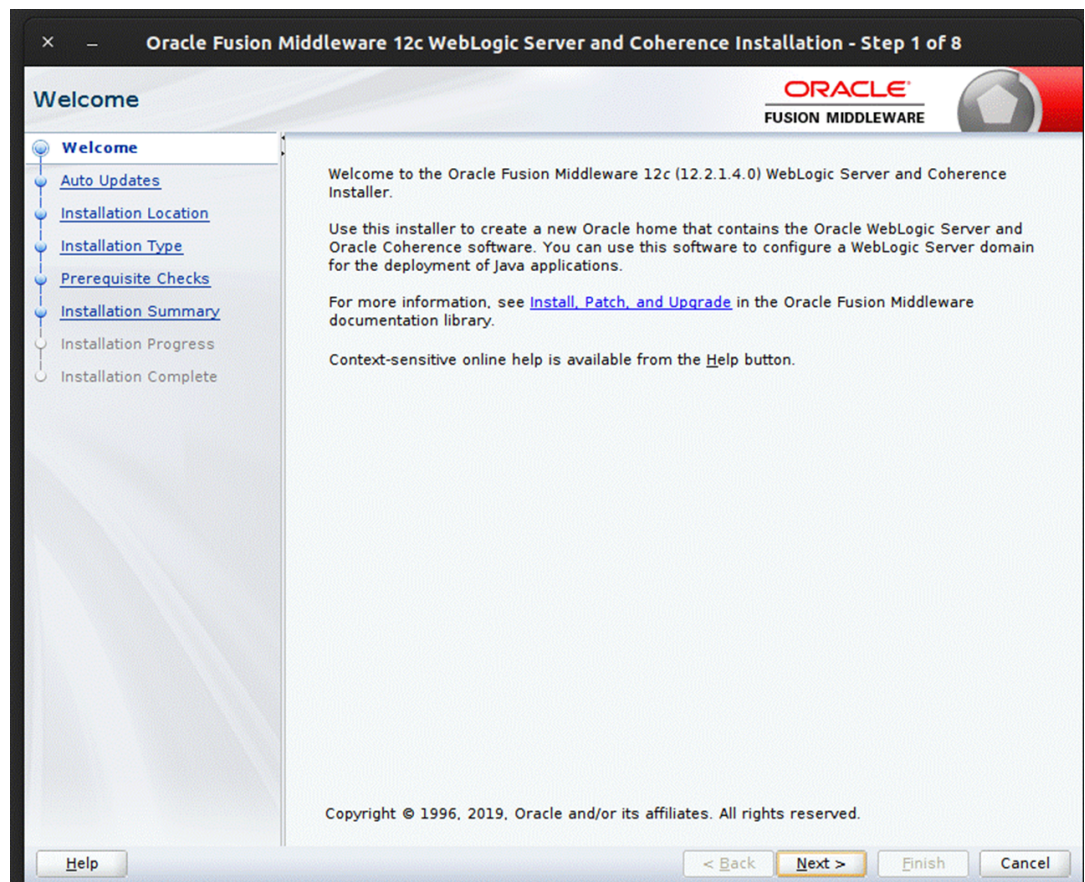 Oracle Fusion Middleware 12c WebLogic Server and Coherence Installation - Step 1 of 8
Welcome
ORACLE
FUSION MIDDLEWARE
Welcome
Auto Updates
Installation Location
Installation Type
Prerequisite Checks
Installation Summary
Installation Progress
Installation Complete
Welcome to the Oracle Fusion Middleware 12c (12.2.1.4.0) WebLogic Server and Coherence
Installer.
Use this installer to create a new Oracle home that contains the Oracle WebLogic Server and
Oracle Coherence software. You can use this software to configure a WebLogic Server domain
for the deployment of Java applications.
For more information, see Install, Patch, and Upgrade in the Oracle Fusion Middleware
documentation library.
Context-sensitive online help is available from the Help button.
Copyright © 1996, 2019, Oracle and/or its affiliates. All rights reserved.
Help
< Back
Next >
Finish
Cancel